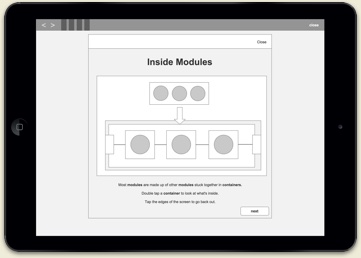 < >
close
Close
Inside Modules
Most modules are made up of other modules stuck together in containers.
Double tap a container to look at what's inside.
Tap the edges of the screen to go back out.
next